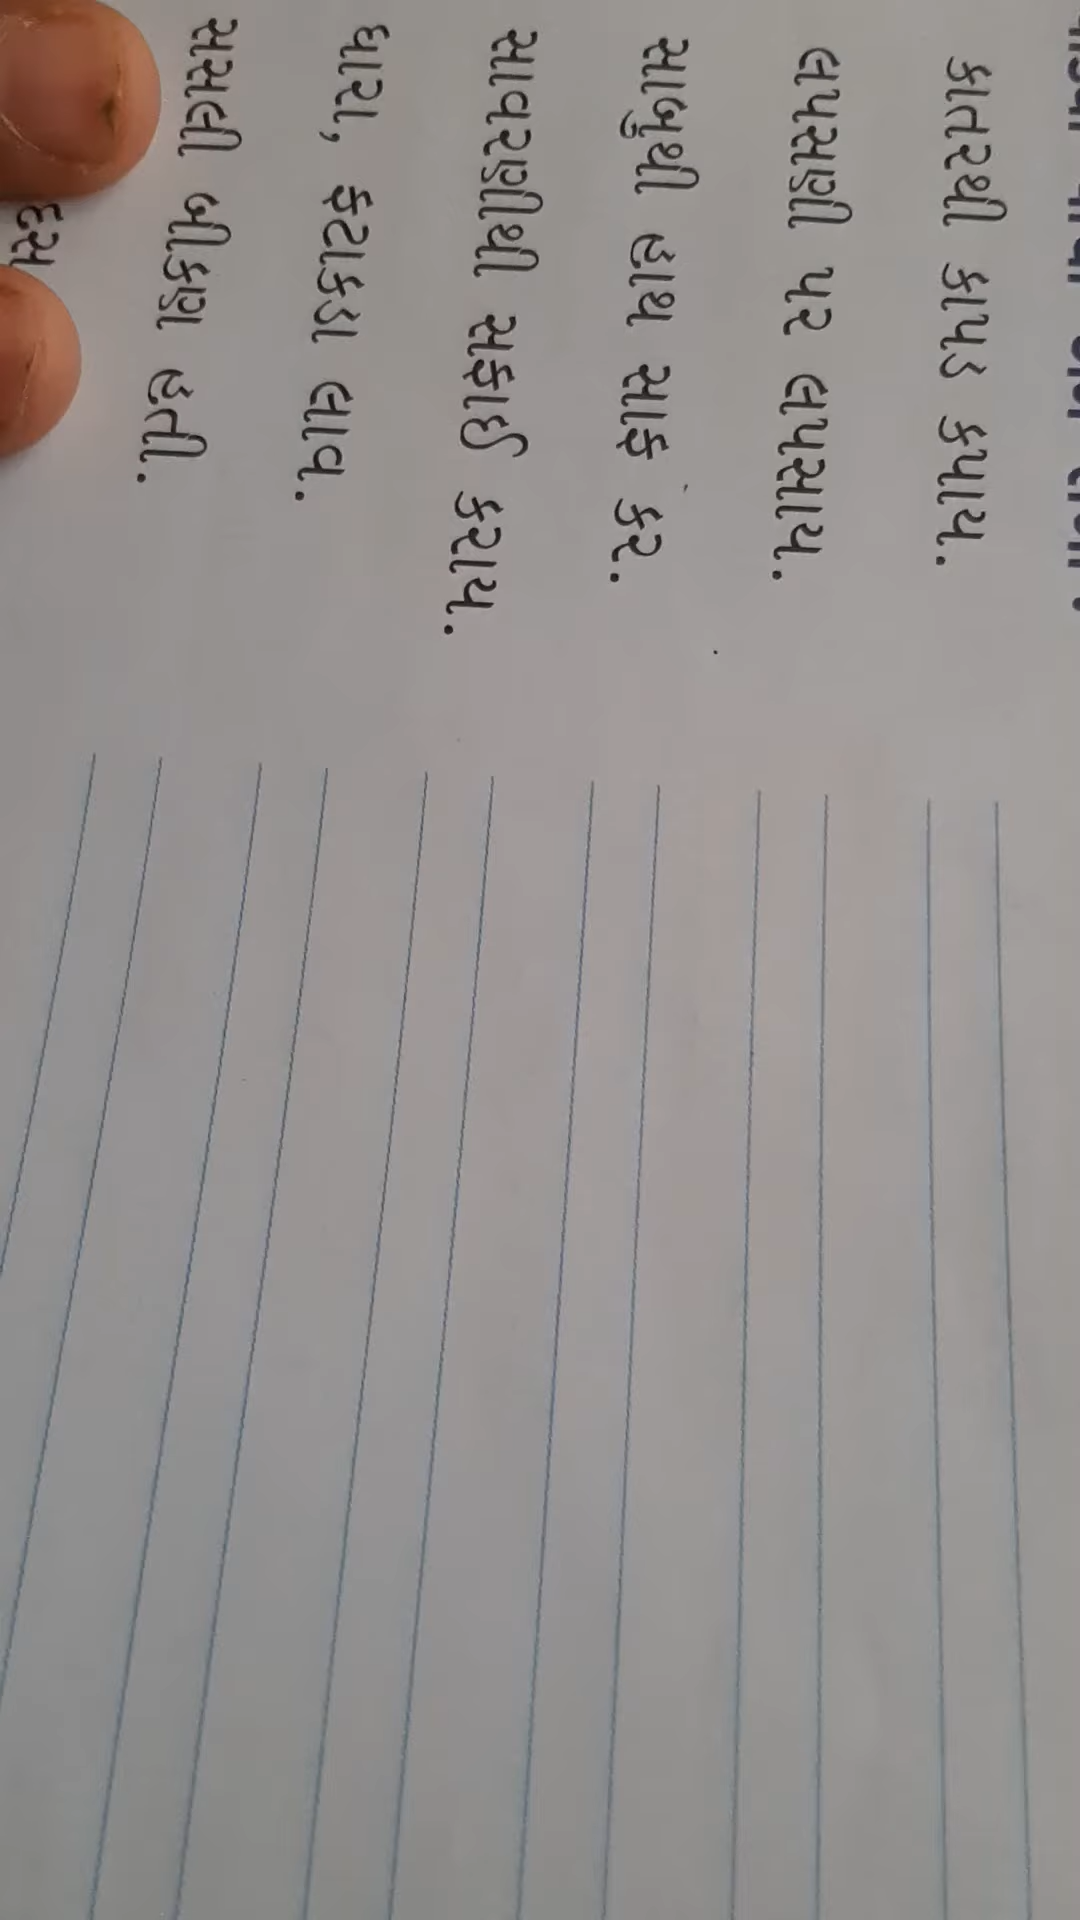 કાતરથી કાપડ કપાય.
લપસણી પર લપસાય.
સાબુથી હાથ સાફ કર.
સાવરણીથી સફાઈ કરાય.
ધારા, ફટાકડા લાવ.
સસલી બીકણ હતી.